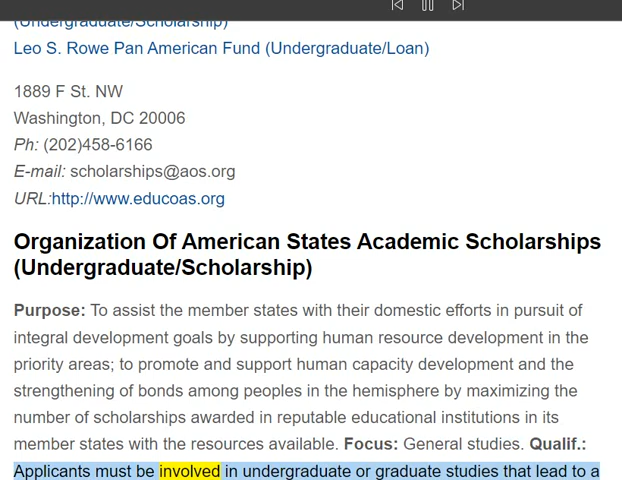 (Undergraduate/Scholarship)
Leo S. Rowe Pan American Fund (Undergraduate/Loan)
1889 F St. NW
Washington, DC 20006
Ph: (202)458-6166
E-mail: scholarships@aos.org
URL:http://www.educoas.org
Organization Of American States Academic Scholarships
(Undergraduate/Scholarship)
Purpose: To assist the member states with their domestic efforts in pursuit of
integral development goals by supporting human resource development in the
priority areas; to promote and support human capacity development and the
strengthening of bonds among peoples in the hemisphere by maximizing the
number of scholarships awarded in reputable educational institutions in its
member states with the resources available. Focus: General studies. Qualif.:
Applicants must be involved in undergraduate or graduate studies that lead to a